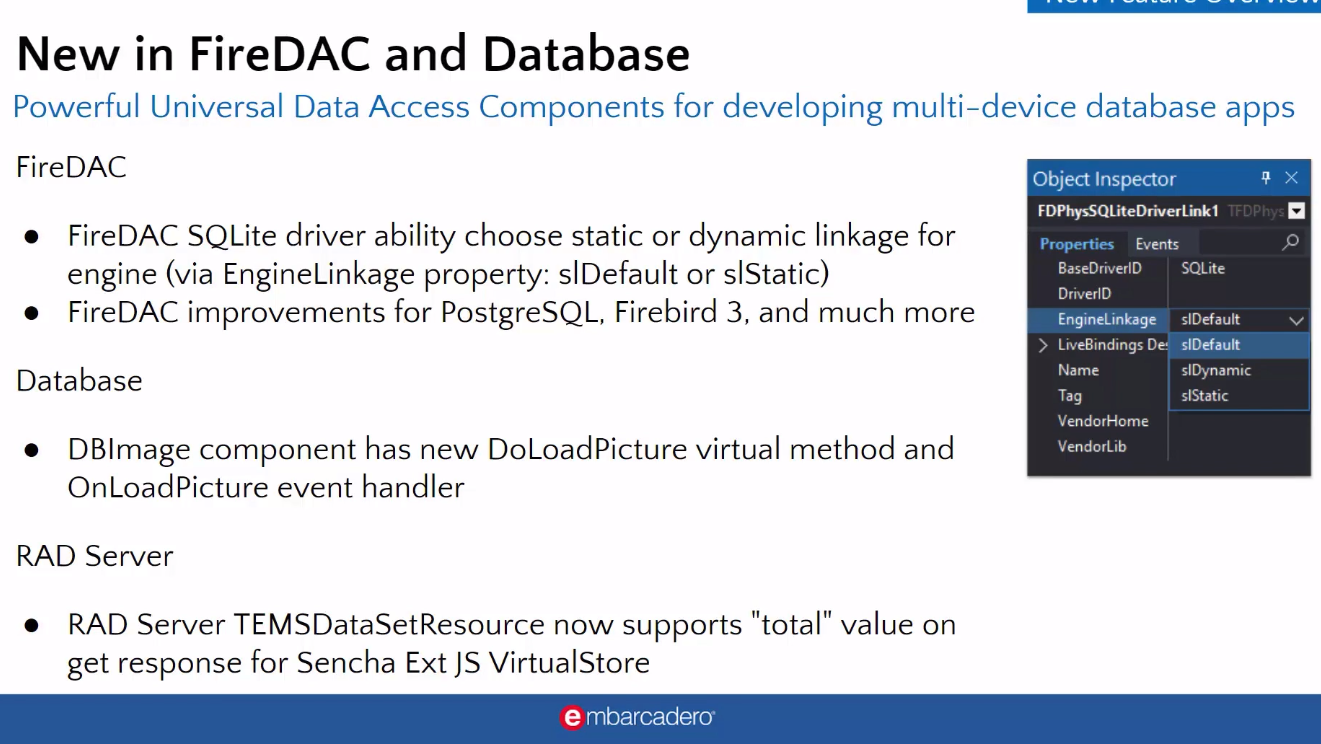 New Feature Overview
New in FireDAC and Database
Powerful Universal Data Access Components for developing multi-device database apps
FireDAC
● FireDAC SQLite driver ability choose static or dynamic linkage for
engine (via EngineLinkage property: slDefault or slStatic)
● FireDAC improvements for PostgreSQL, Firebird 3, and much more
Database
● DBImage component has new DoLoadPicture virtual method and
OnLoadPicture event handler
RAD Server
● RAD Server TEMSDataSetResource now supports "total" value on
get response for Sencha Ext JS VirtualStore
Object Inspector
FDPhysSQLiteDriverLink1 TFDPhys
Properties Events
BaseDriverID SQLite
DriverID
EngineLinkage slDefault
LiveBindings Des slDefault
Name slDynamic
Tag slStatic
VendorHome
VendorLib
embarcadero